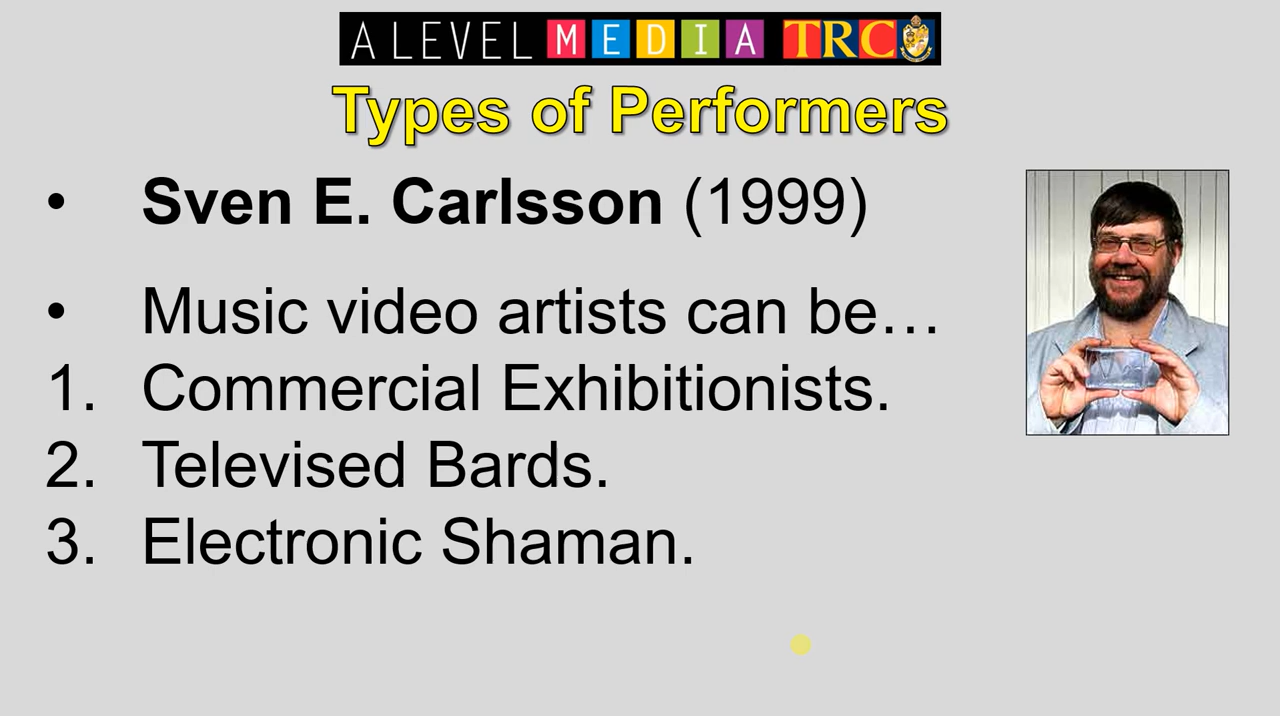 A LEVEL MEDIA TRC
Types of Performers
• Sven E. Carlsson (1999)
• Music video artists can be…
1. Commercial Exhibitionists.
2. Televised Bards.
3. Electronic Shaman.